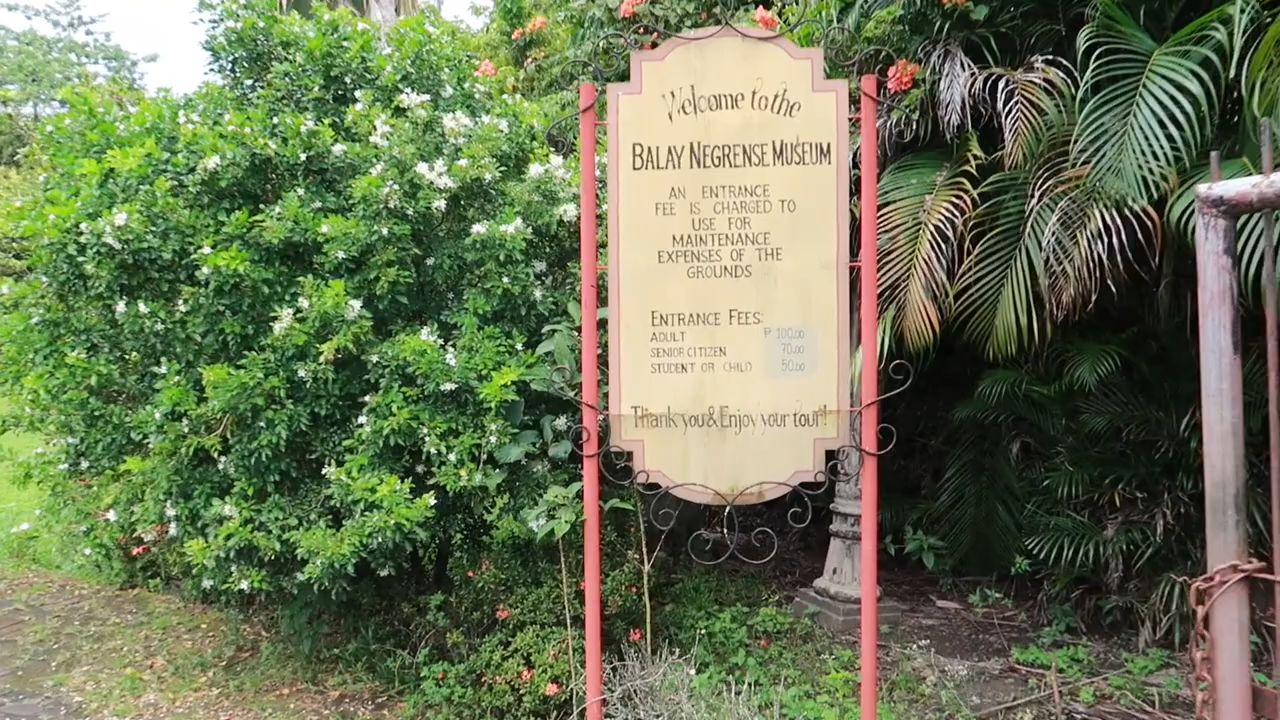 Welcome to the
BALAY NEGRENSE MUSEUM
AN ENTRANCE
FEE IS CHARGED TO
USE FOR
MAINTENANCE
EXPENSES OF THE
GROUNDS
ENTRANCE FEES:
ADULT ₱ 100.00
SENIOR CITIZEN 70.00
STUDENT OR CHILD 50.00
Thank you & Enjoy your tour!